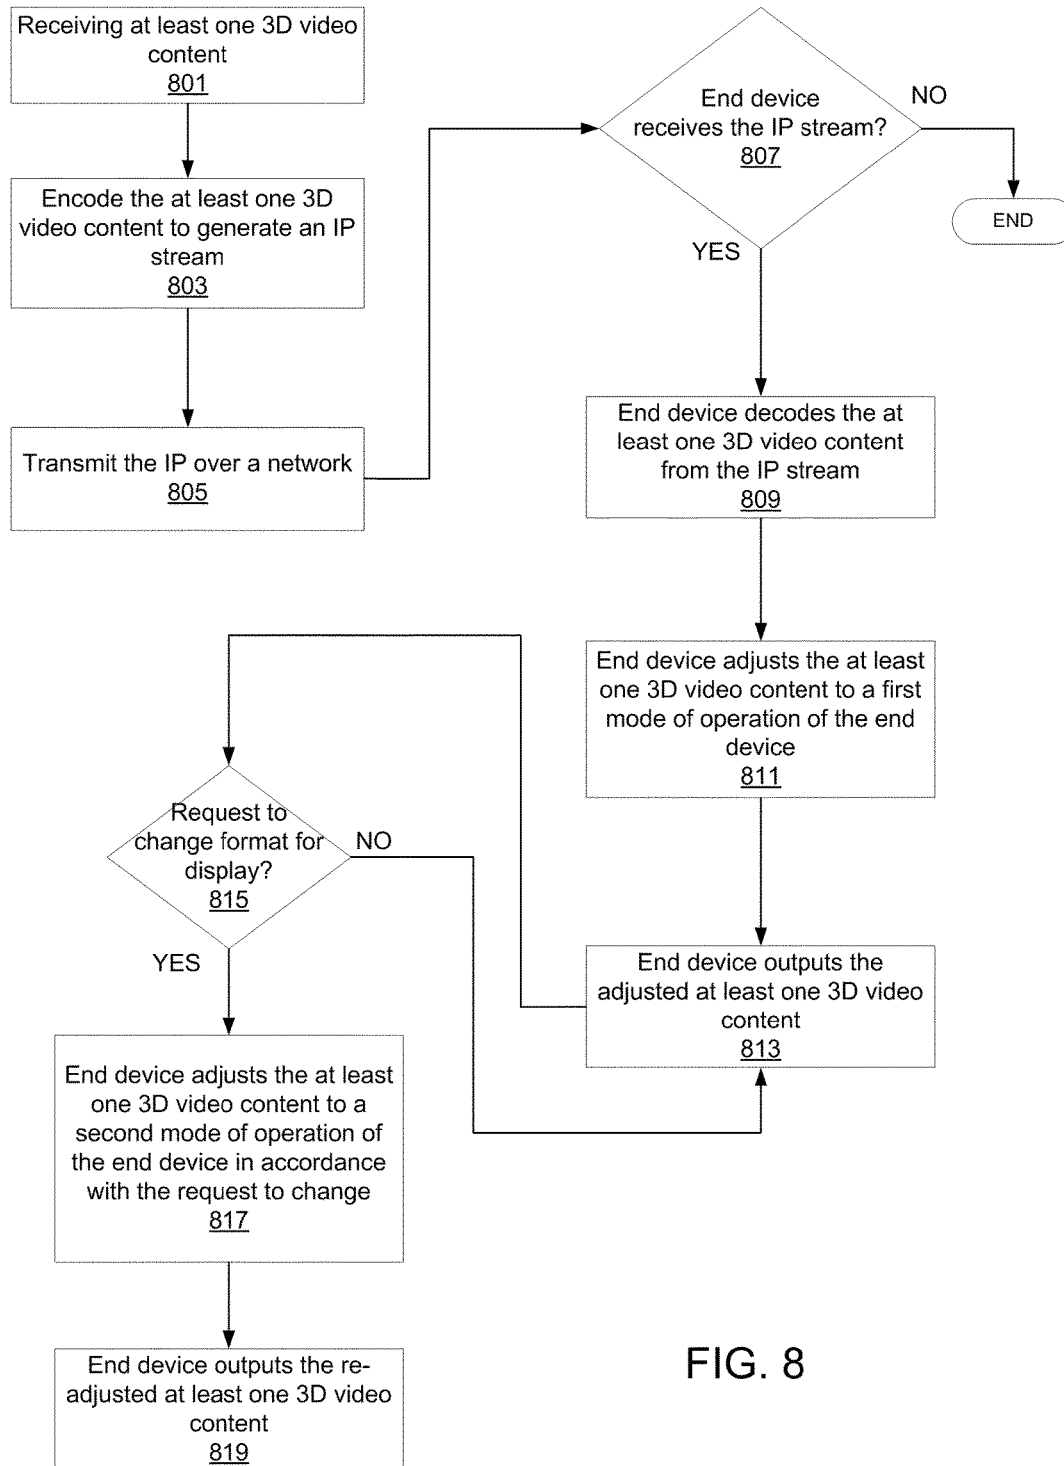 Receiving at least one 3D video
content
801
Encode the at least one 3D
video content to generate an IP
stream
803
Transmit the IP over a network
805
End device
receives the IP stream?
807
NO
END
YES
End device decodes the at
least one 3D video content
from the IP stream
809
End device adjusts the at least
one 3D video content to a first
mode of operation of the end
device
811
End device outputs the
adjusted at least one 3D video
content
813
Request to
change format for
display?
815
NO
YES
End device adjusts the at least
one 3D video content to a
second mode of operation of
the end device in accordance
with the request to change
817
End device outputs the re-
adjusted at least one 3D video
content
819
FIG. 8